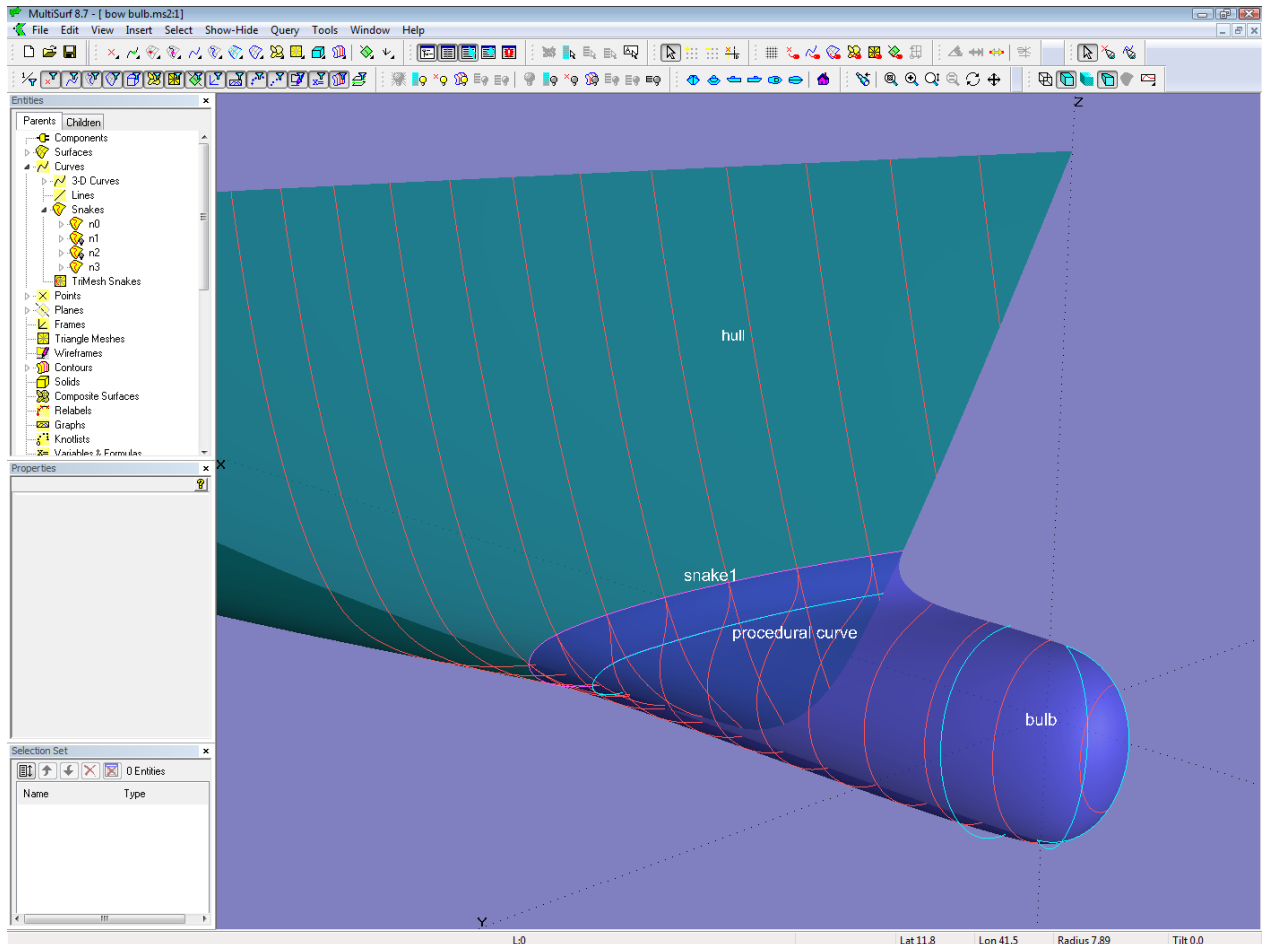 MultiSurf 8.7 - [ bow bulb.ms2:1]
File Edit View Insert Select Show-Hide Query Tools Window Help
Entities
Parents Children
Components
Surfaces
Curves
3-D Curves
Lines
Snakes
n0
n1
n2
n3
TriMesh Snakes
Points
Planes
Frames
Triangle Meshes
Wireframes
Contours
Solids
Composite Surfaces
Relabels
Graphs
Knotlists
Variables & Formulas
Properties
Selection Set
0 Entities
Name Type
Z
hull
X
snake1
procedural curve
bulb
Y
L:0 Lat 11.8 Lon 41.5 Radius 7.89 Tilt 0.0